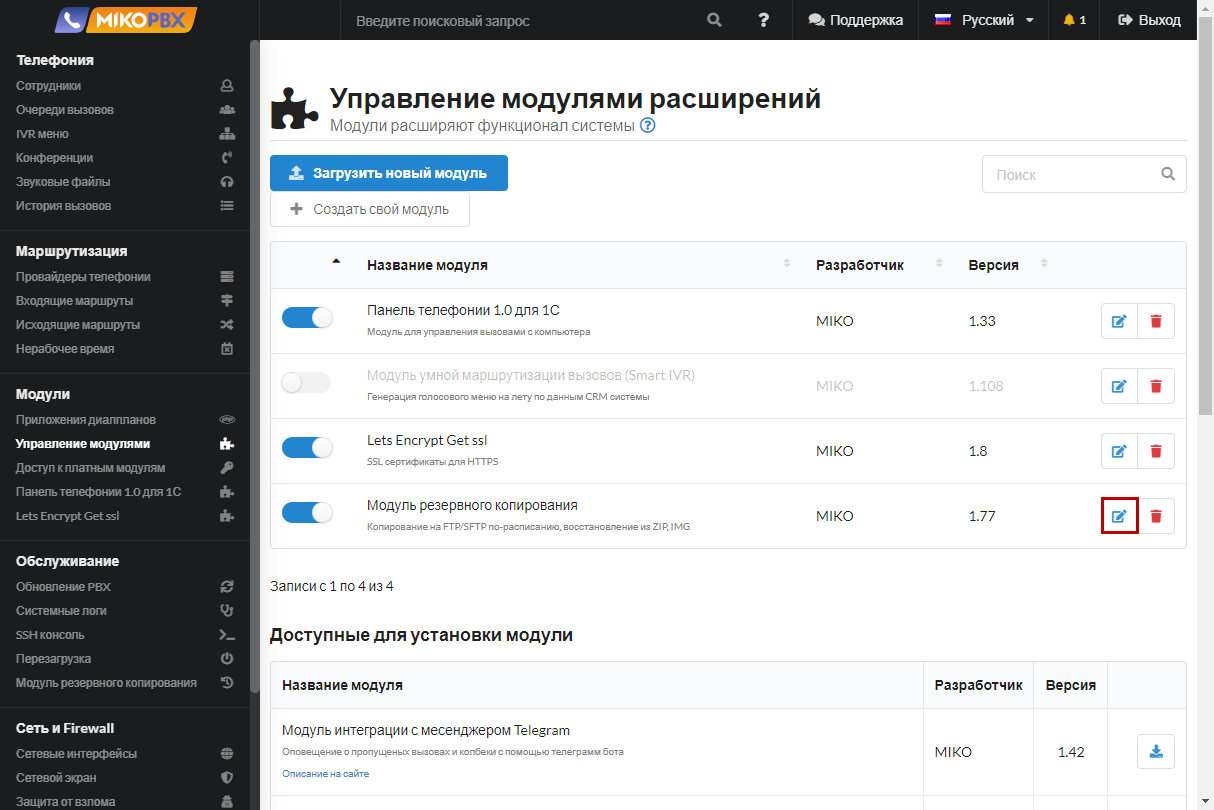 MIKOPBX
Введите поисковый запрос
?
Поддержка
Русский
1
Выход
Телефония
Сотрудники
Очереди вызовов
IVR меню
Конференции
Звуковые файлы
История вызовов
Маршрутизация
Провайдеры телефонии
Входящие маршруты
Исходящие маршруты
Нерабочее время
Модули
Приложения диалпланов
Управление модулями
Доступ к платным модулям
Панель телефонии 1.0 для 1С
Lets Encrypt Get ssl
Обслуживание
Обновление PBX
Системные логи
SSH консоль
Перезагрузка
Модуль резервного копирования
Сеть и Firewall
Сетевые интерфейсы
Сетевой экран
Защита от взлома
Управление модулями расширений
Модули расширяют функционал системы ?
Загрузить новый модуль
Поиск
Создать свой модуль
Название модуля Разработчик Версия
Панель телефонии 1.0 для 1С
Модуль для управления вызовами с компьютера
MIKO 1.33
Модуль умной маршрутизации вызовов (Smart IVR)
Генерация голосового меню на лету по данным CRM системы
MIKO 1.108
Lets Encrypt Get ssl
SSL сертификаты для HTTPS
MIKO 1.8
Модуль резервного копирования
Копирование на FTP/SFTP по-расписанию, восстановление из ZIP, IMG
MIKO 1.77
Записи с 1 по 4 из 4
Доступные для установки модули
Название модуля Разработчик Версия
Модуль интеграции с месенджером Telegram
Оповещение о пропущеных вызовах и колбеки с помощью телеграмм бота
Описание на сайте
MIKO 1.42